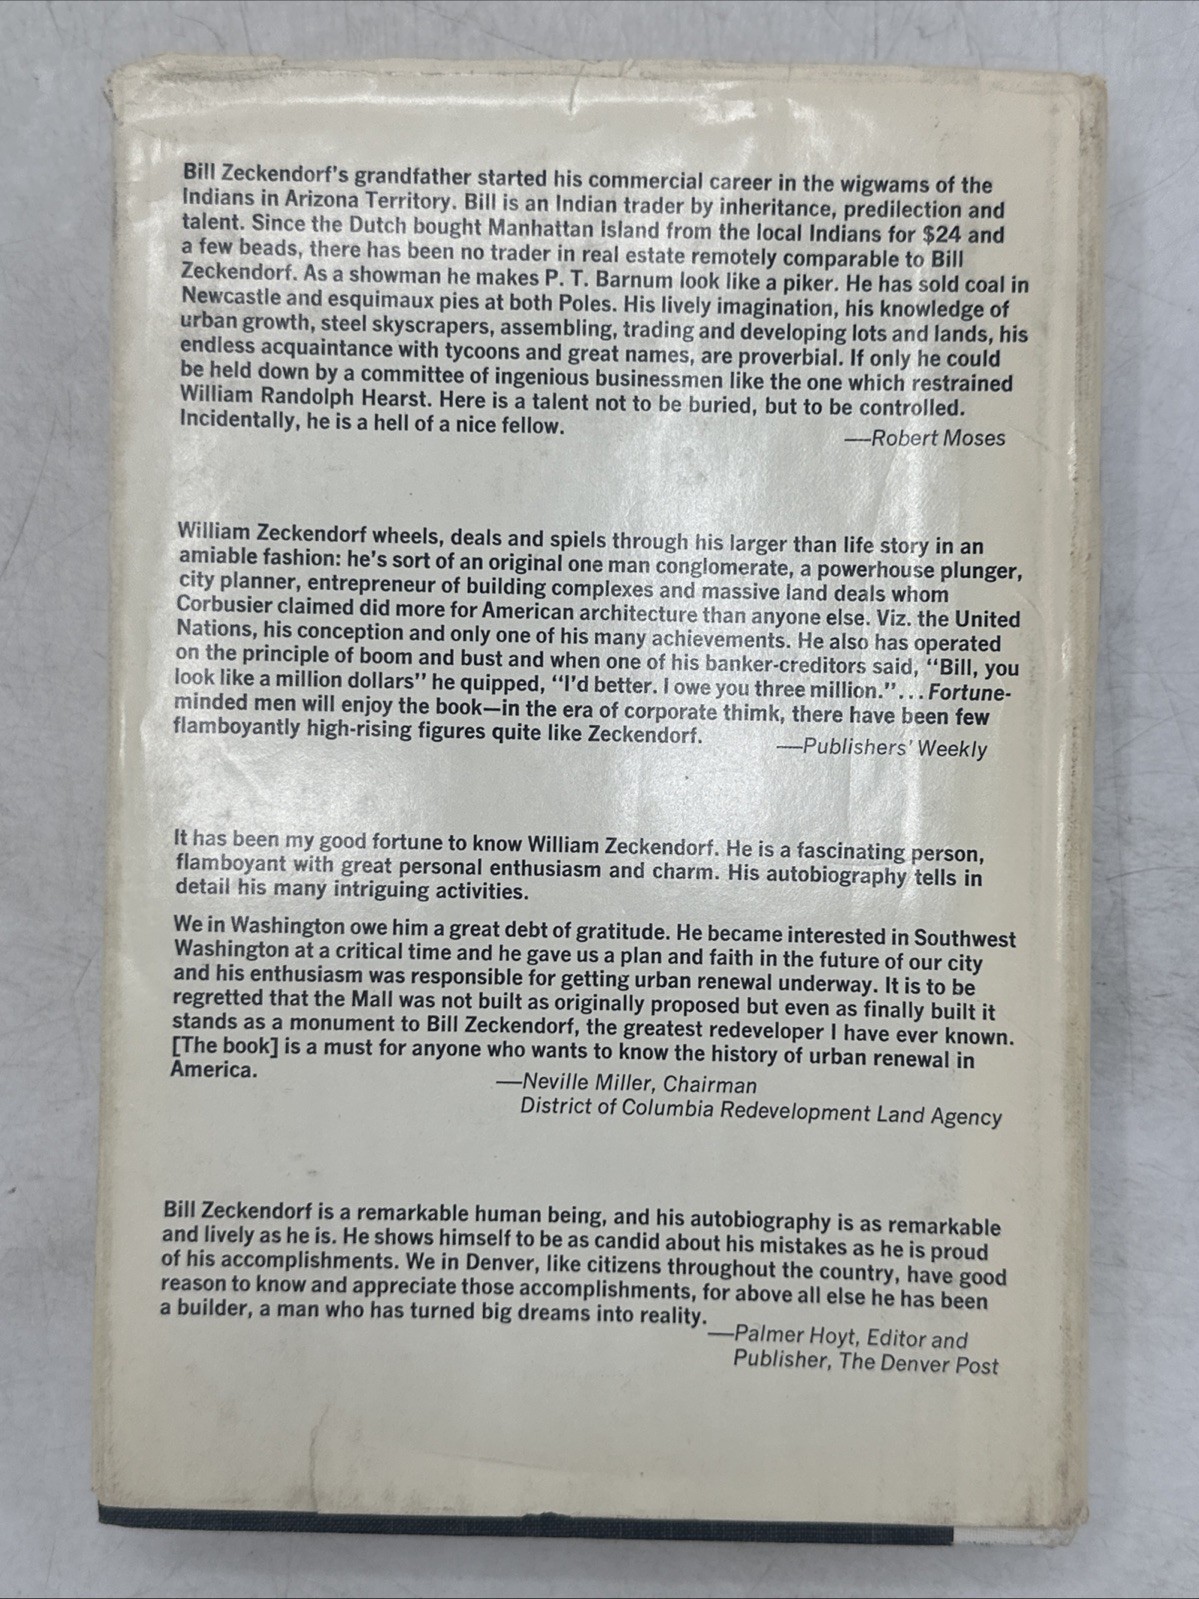 Bill Zeckendorf's grandfather started his commercial career in the wigwams of the
Indians in Arizona Territory. Bill is an Indian trader by inheritance, predilection and
talent. Since the Dutch bought Manhattan Island from the local Indians for $24 and
a few beads, there has been no trader in real estate remotely comparable to Bill
Zeckendorf. As a showman he makes P. T. Barnum look like a piker. He has sold coal in
Newcastle and esquimaux pies at both Poles. His lively imagination, his knowledge of
urban growth, steel skyscrapers, assembling, trading and developing lots and lands, his
endless acquaintance with tycoons and great names, are proverbial. If only he could
be held down by a committee of ingenious businessmen like the one which restrained
William Randolph Hearst. Here is a talent not to be buried, but to be controlled.
Incidentally, he is a hell of a nice fellow.
—Robert Moses
William Zeckendorf wheels, deals and spiels through his larger than life story in an
amiable fashion: he's sort of an original one man conglomerate, a powerhouse plunger,
city planner, entrepreneur of building complexes and massive land deals whom
Corbusier claimed did more for American architecture than anyone else. Viz. the United
Nations, his conception and only one of his many achievements. He also has operated
on the principle of boom and bust and when one of his banker-creditors said, "Bill, you
look like a million dollars" he quipped, "I'd better. I owe you three million."... Fortune-
minded men will enjoy the book—in the era of corporate thimk, there have been few
flamboyantly high-rising figures quite like Zeckendorf.
—Publishers' Weekly
It has been my good fortune to know William Zeckendorf. He is a fascinating person,
flamboyant with great personal enthusiasm and charm. His autobiography tells in
detail his many intriguing activities.
We in Washington owe him a great debt of gratitude. He became interested in Southwest
Washington at a critical time and he gave us a plan and faith in the future of our city
and his enthusiasm was responsible for getting urban renewal underway. It is to be
regretted that the Mall was not built as originally proposed but even as finally built it
stands as a monument to Bill Zeckendorf, the greatest redeveloper I have ever known.
[The book] is a must for anyone who wants to know the history of urban renewal in
America.
—Neville Miller, Chairman
District of Columbia Redevelopment Land Agency
Bill Zeckendorf is a remarkable human being, and his autobiography is as remarkable
and lively as he is. He shows himself to be as candid about his mistakes as he is proud
of his accomplishments. We in Denver, like citizens throughout the country, have good
reason to know and appreciate those accomplishments, for above all else he has been
a builder, a man who has turned big dreams into reality.
—Palmer Hoyt, Editor and
Publisher, The Denver Post